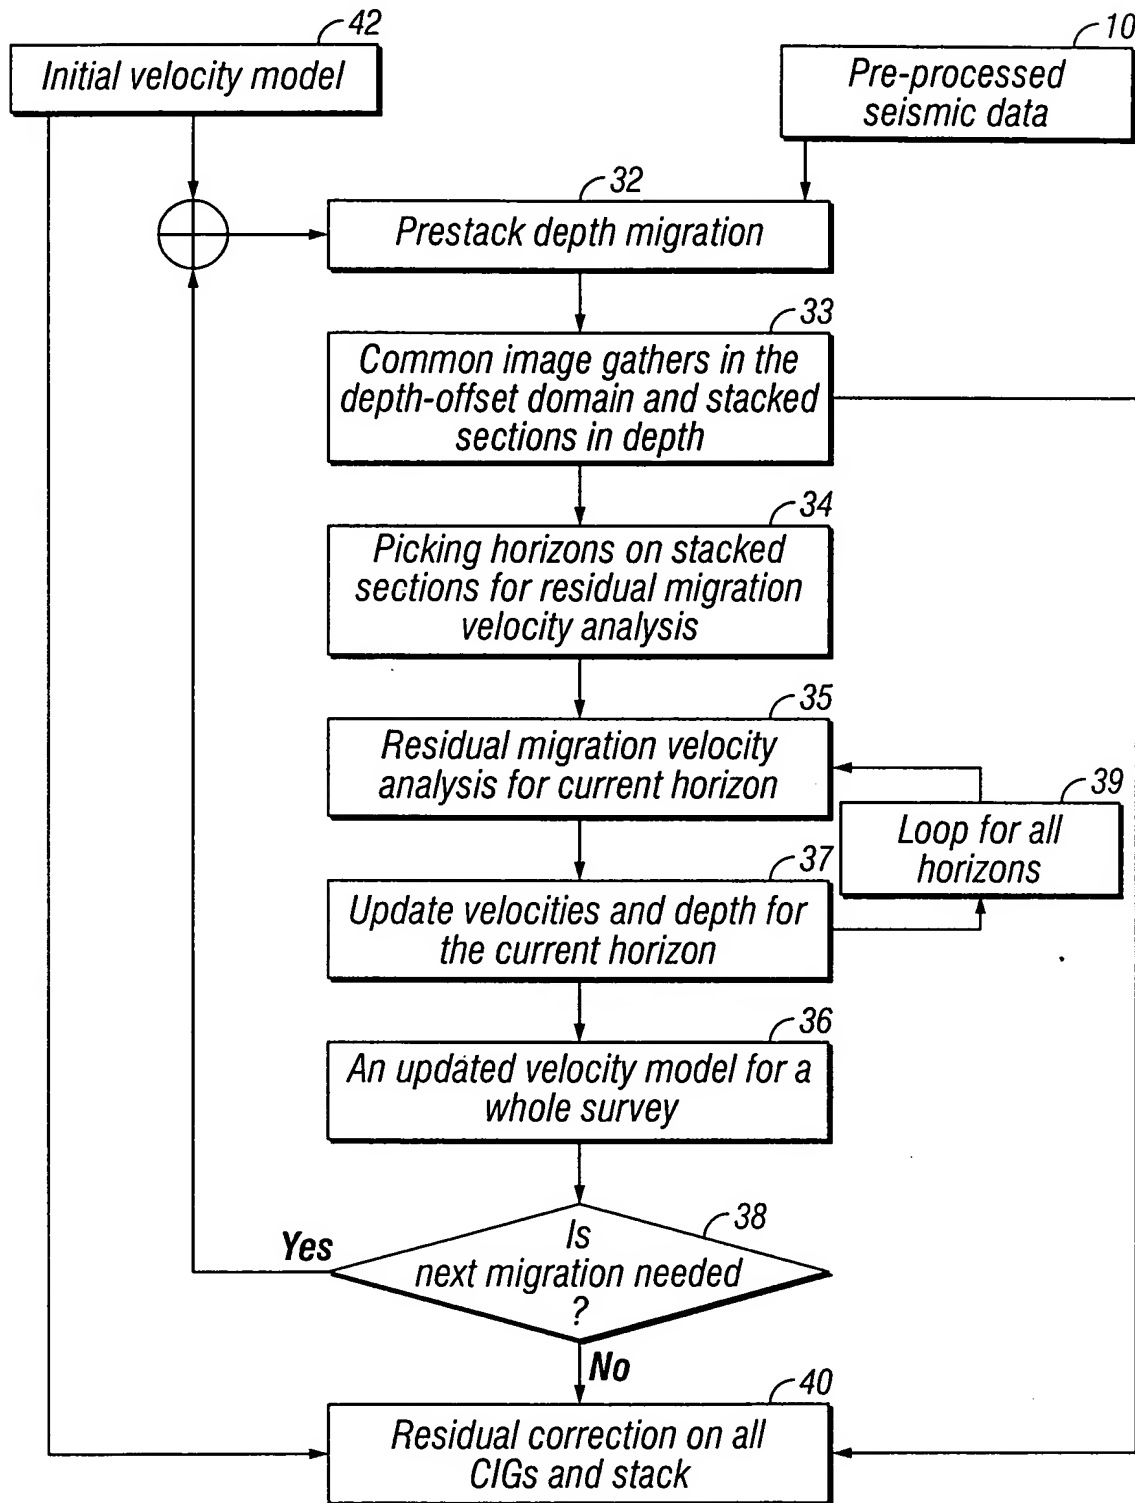 42
Initial velocity model
10
Pre-processed
seismic data
32
Prestack depth migration
33
Common image gathers in the
depth-offset domain and stacked
sections in depth
34
Picking horizons on stacked
sections for residual migration
velocity analysis
35
Residual migration velocity
analysis for current horizon
39
Loop for all
horizons
37
Update velocities and depth for
the current horizon
36
An updated velocity model for a
whole survey
38
Yes
Is
next migration needed
?
No
40
Residual correction on all
CIGs and stack